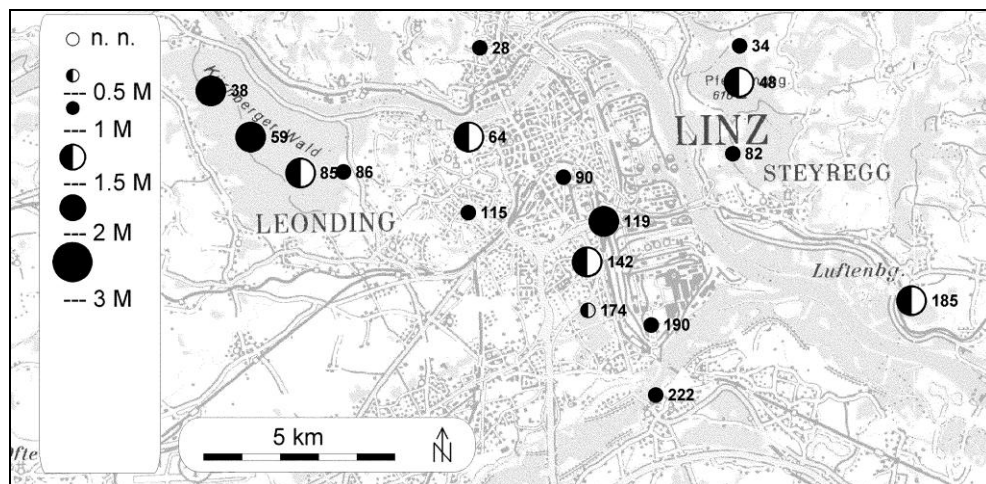 n. n.
--- 0.5 M
--- 1 M
--- 1.5 M
--- 2 M
--- 3 M
28
34
38
48
59
64
Wald
LINZ
82
85
86
90
STEYREGG
115
LEONDING
119
142
Luftenbg.
185
174
190
222
5 km
N